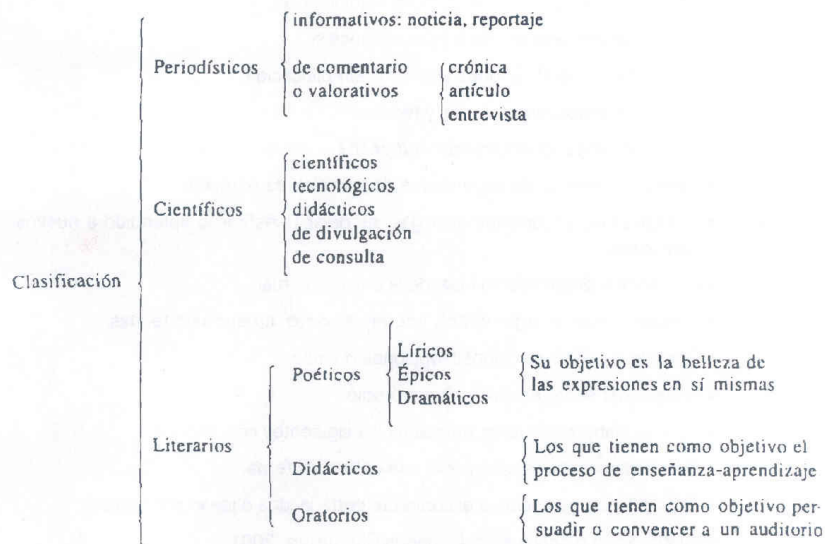 informativos: noticia, reportaje
Periodísticos
de comentario
o valorativos
crónica
artículo
entrevista
Científicos
científicos
tecnológicos
didácticos
de divulgación
de consulta
Clasificación
Literarios
Poéticos
Líricos
Épicos
Dramáticos
Su objetivo es la belleza de
las expresiones en sí mismas
Didácticos
Los que tienen como objetivo el
proceso de enseñanza-aprendizaje
Oratorios
Los que tienen como objetivo per-
suadir o convencer a un auditorio